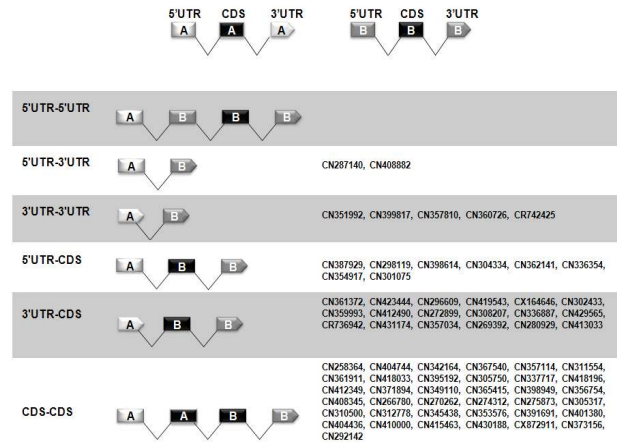 5'UTR CDS 3'UTR 5'UTR CDS 3'UTR
A A A B B B
5'UTR-5'UTR
A B B B
5'UTR-3'UTR
A B
CN287140, CN408882
3'UTR-3'UTR
A B
CN351992, CN399817, CN357810, CN360726, CR742425
5'UTR-CDS
A B B
CN387929, CN298119, CN398614, CN304334, CN362141, CN336354,
CN354917, CN301075
3'UTR-CDS
A B B
CN361372, CN423444, CN296609, CN419543, CX164646, CN302433,
CN359993, CN412490, CN272899, CN308207, CN336887, CN429565,
CR736942, CN431174, CN357034, CN269392, CN280929, CN413033
CDS-CDS
A A B B
CN258364, CN404744, CN342164, CN367540, CN357114, CN311554,
CN361911, CN418033, CN395192, CN305750, CN337717, CN418196,
CN412349, CN371894, CN349110, CN365415, CN398949, CN356754,
CN408345, CN266780, CN270262, CN274312, CN275873, CN305317,
CN310500, CN312778, CN345438, CN353576, CN391691, CN401380,
CN404436, CN410000, CN415463, CN430188, CX872911, CN373156,
CN292142